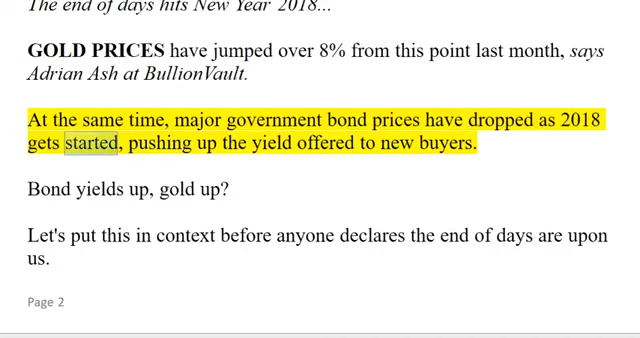 The end of days hits New Year 2018...
GOLD PRICES have jumped over 8% from this point last month, says
Adrian Ash at BullionVault.
At the same time, major government bond prices have dropped as 2018
gets started, pushing up the yield offered to new buyers.
Bond yields up, gold up?
Let's put this in context before anyone declares the end of days are upon
us.
Page 2